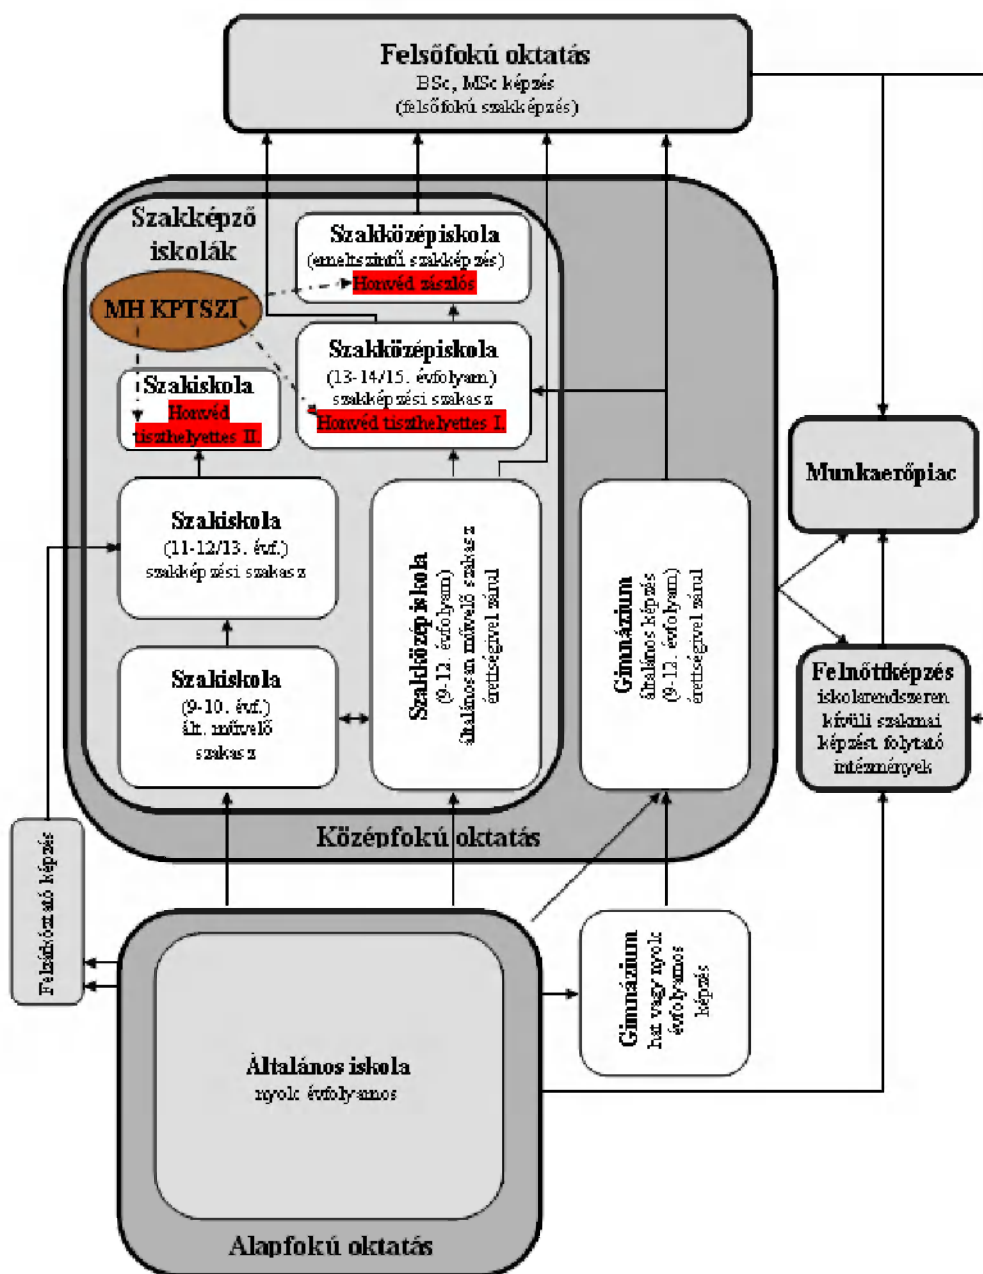 Felsőfokú oktatás
BSc, MSc képzés
(felsőfokú szakképzés)
Szakképző
iskolák
Szakközépiskola
(emeltszintű szakképzés)
Honvéd zászlós
MH KPTSZI
Szakközépiskola
(13-14/15. évfolyam)
szakképzési szakasz
Honvéd tiszthelyettes I.
Szakiskola
Honvéd
tiszthelyettes II.
Munkaerőpiac
Szakiskola
(11-12/13. évf.)
szakképzési szakasz
Szakközépiskola
(9-12. évfolyam)
általánosan művelő szakasz
érettségivel zárul
Gimnázium
általános képzés
(9-12. évfolyam)
érettségivel zárul
Szakiskola
(9-10. évf.)
ált. művelő
szakasz
Felnőttképzés
iskolarendszeren
kívüli szakmai
képzést folytató
intézmények
Középfokú oktatás
Felzárkóztató képzés
Gimnázium
hat vagy nyolc
évfolyamos
képzés
Általános iskola
nyolc évfolyamos
Alapfokú oktatás